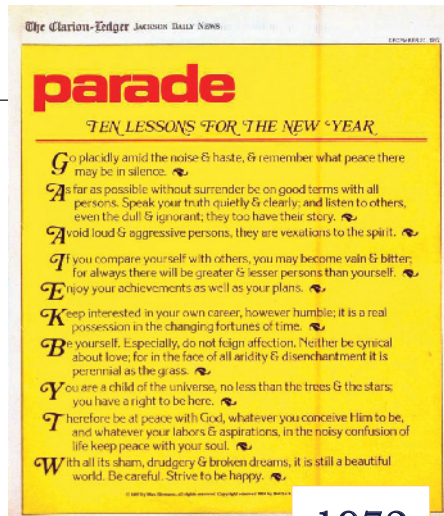 The Clarion-Ledger JACKSON DAILY NEWS
parade
TEN LESSONS FOR THE NEW YEAR
Go placidly amid the noise & haste, & remember what peace there
may be in silence.
As far as possible without surrender be on good terms with all
persons. Speak your truth quietly & clearly; and listen to others,
even the dull & ignorant; they too have their story.
Avoid loud & aggressive persons, they are vexations to the spirit.
If you compare yourself with others, you may become vain & bitter;
for always there will be greater & lesser persons than yourself.
Enjoy your achievements as well as your plans.
Keep interested in your own career, however humble; it is a real
possession in the changing fortunes of time.
Be yourself. Especially, do not feign affection. Neither be cynical
about love; for in the face of all aridity & disenchantment it is
perennial as the grass.
You are a child of the universe, no less than the trees & the stars;
you have a right to be here.
Therefore be at peace with God, whatever you conceive Him to be,
and whatever your labors & aspirations, in the noisy confusion of
life keep peace with your soul.
With all its sham, drudgery & broken dreams, it is still a beautiful
world. Be careful. Strive to be happy.